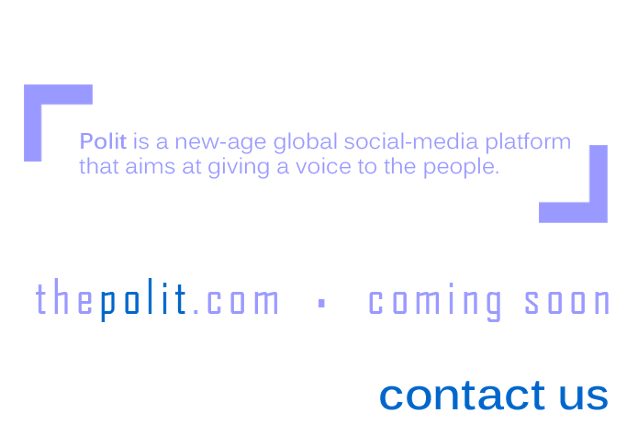 Polit is a new-age global social-media platform
that aims at giving a voice to the people.
thepolit.com · coming soon
contact us